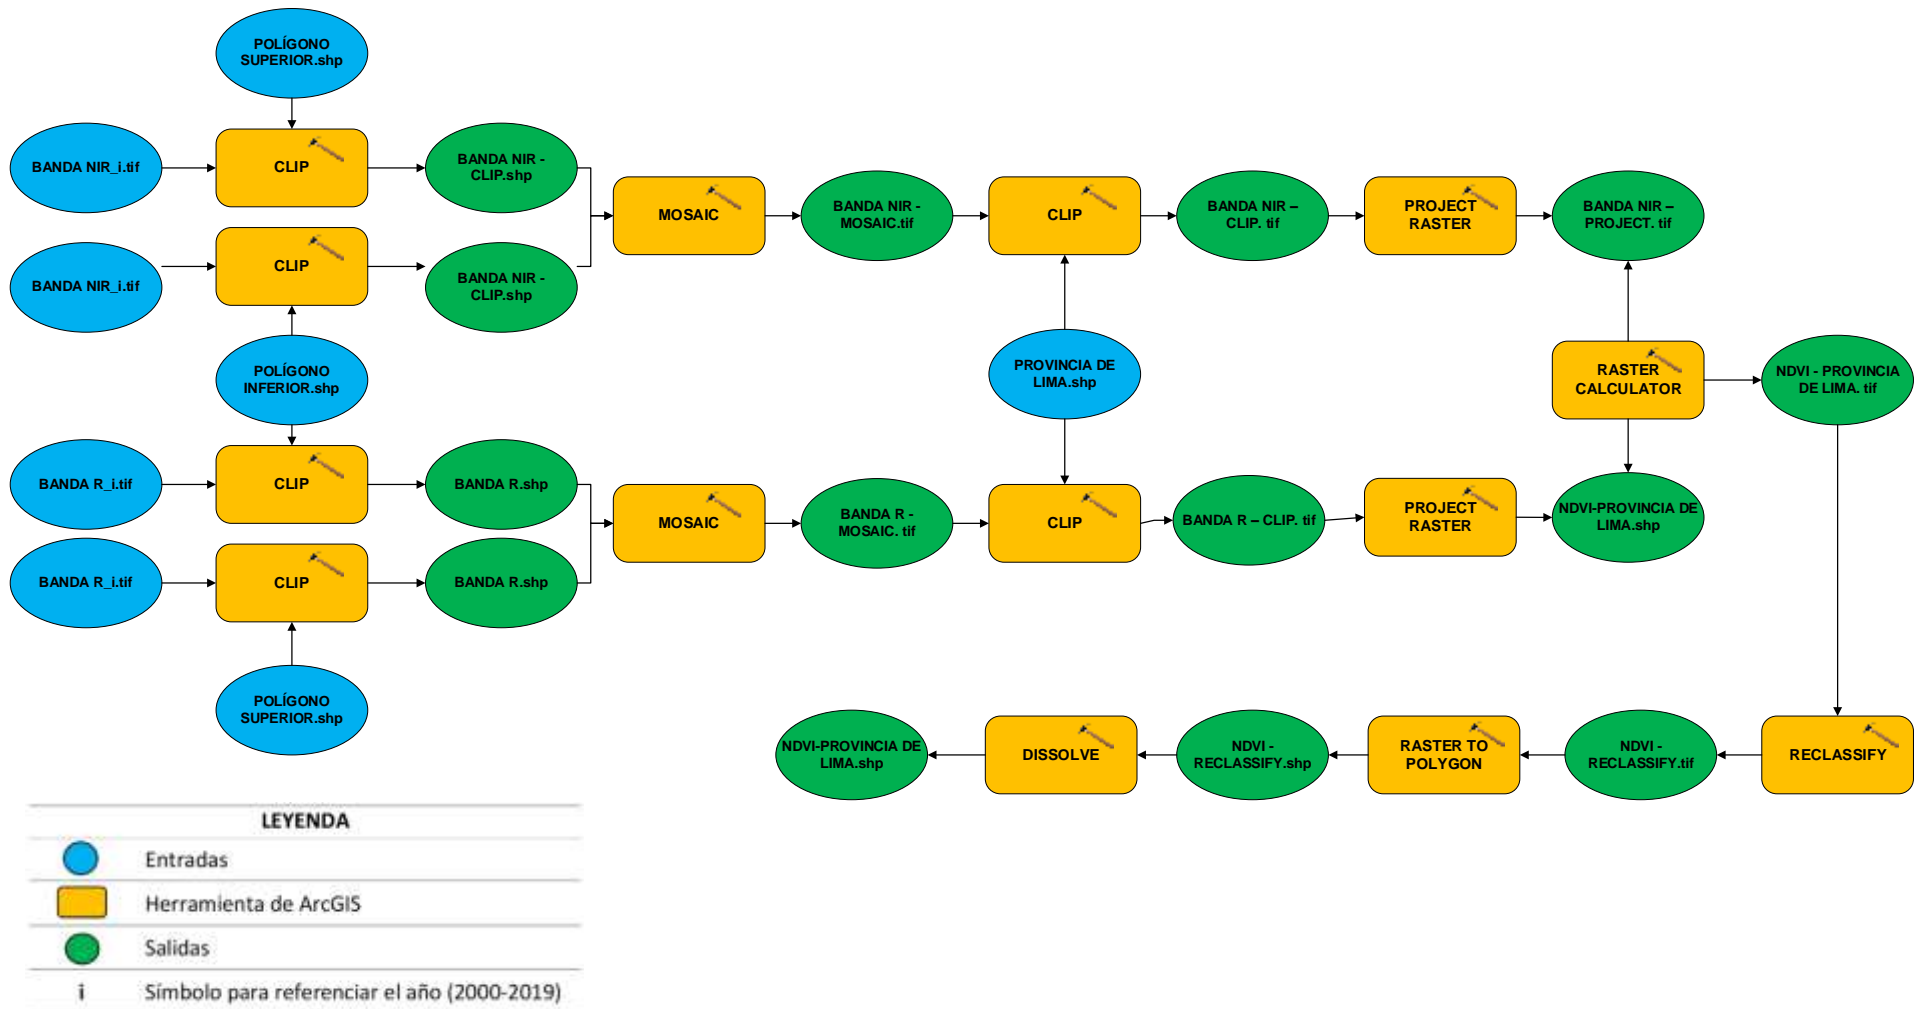 POLÍGONO
SUPERIOR.shp
BANDA NIR_i.tif
CLIP
BANDA NIR -
CLIP.shp
MOSAIC
BANDA NIR -
MOSAIC.tif
CLIP
BANDA NIR –
CLIP. tif
PROJECT
RASTER
BANDA NIR –
PROJECT. tif
BANDA NIR_i.tif
CLIP
BANDA NIR -
CLIP.shp
POLÍGONO
INFERIOR.shp
PROVINCIA DE
LIMA.shp
RASTER
CALCULATOR
NDVI - PROVINCIA
DE LIMA. tif
BANDA R_i.tif
CLIP
BANDA R.shp
MOSAIC
BANDA R -
MOSAIC. tif
CLIP
BANDA R – CLIP. tif
PROJECT
RASTER
NDVI-PROVINCIA DE
LIMA.shp
BANDA R_i.tif
CLIP
BANDA R.shp
POLÍGONO
SUPERIOR.shp
NDVI-PROVINCIA DE
LIMA.shp
DISSOLVE
NDVI -
RECLASSIFY.shp
RASTER TO
POLYGON
NDVI -
RECLASSIFY.tif
RECLASSIFY
LEYENDA
Entradas
Herramienta de ArcGIS
Salidas
i Símbolo para referenciar el año (2000-2019)